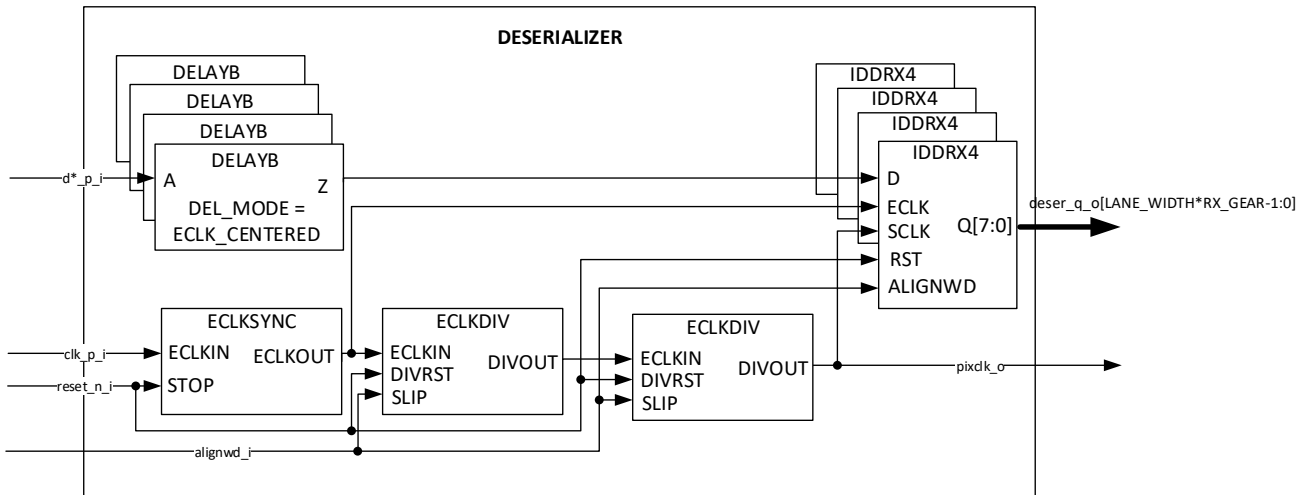 DESERIALIZER
DELAYB
DELAYB
DELAYB
DELAYB
A
Z
DEL_MODE =
ECLK_CENTERED
IDDRX4
IDDRX4
IDDRX4
IDDRX4
D
ECLK
SCLK
Q[7:0]
RST
ALIGNWD
d*_p_i
deser_q_o[LANE_WIDTH*RX_GEAR-1:0]
ECLKSYNC
ECLKIN
ECLKOUT
STOP
ECLKDIV
ECLKIN
DIVOUT
DIVRST
SLIP
ECLKDIV
ECLKIN
DIVOUT
DIVRST
SLIP
clk_p_i
reset_n_i
pixclk_o
alignwd_i